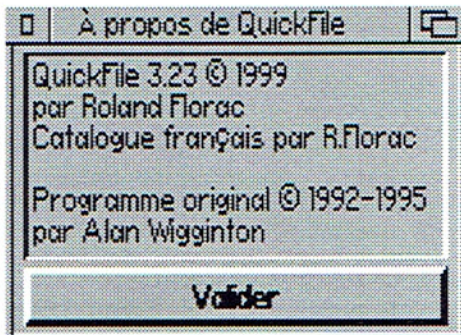 À propos de QuickFile
QuickFile 3.23 © 1999
par Roland Florac
Catalogue français par R.Florac
Programme original © 1992-1995
par Alan Wigginton
Valider